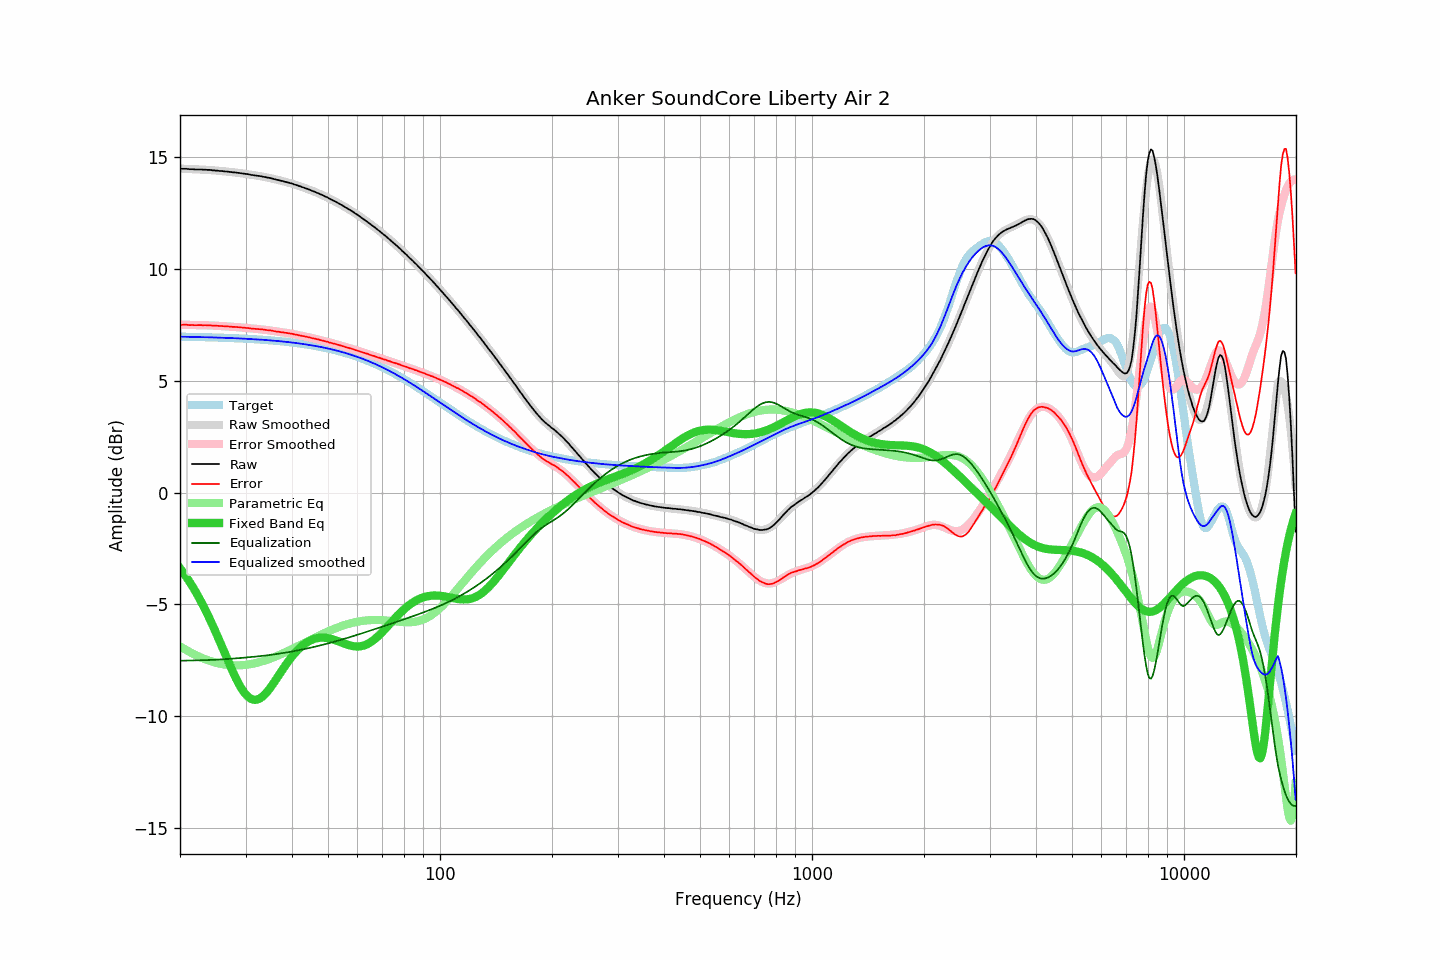 Anker SoundCore Liberty Air 2
Amplitude (dBr)
15
10
5
0
−5
−10
−15
Target
Raw Smoothed
Error Smoothed
Raw
Error
Parametric Eq
Fixed Band Eq
Equalization
Equalized smoothed
100
1000
10000
Frequency (Hz)